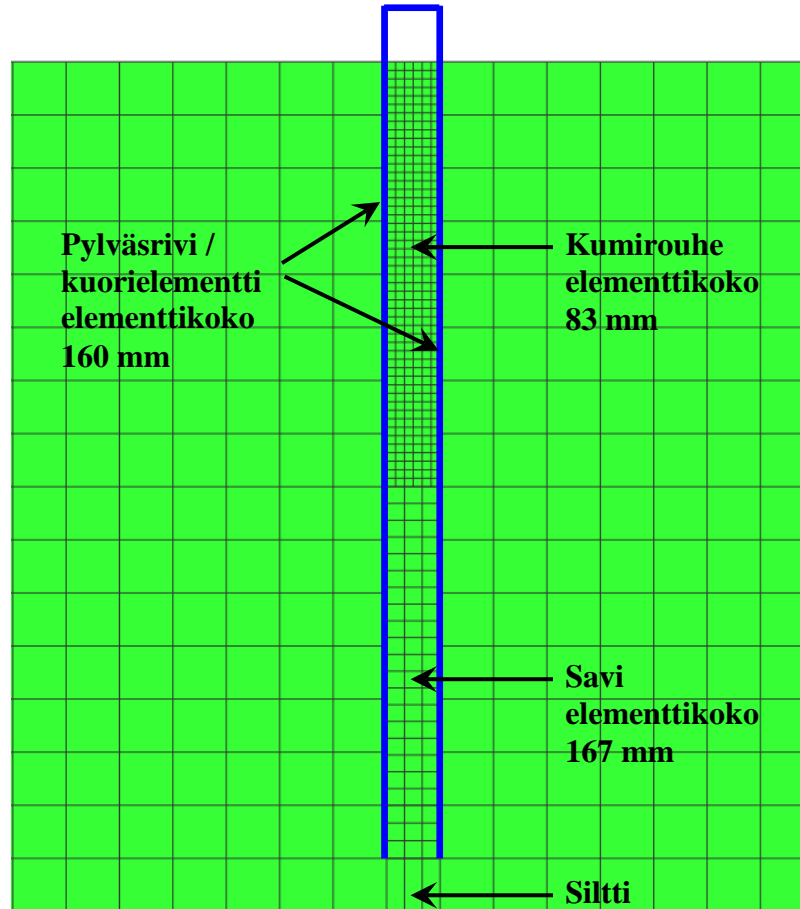 Pylväsrivi /
kuorielementti
elementtikoko
160 mm
Kumirouhe
elementtikoko
83 mm
Savi
elementtikoko
167 mm
Siltti